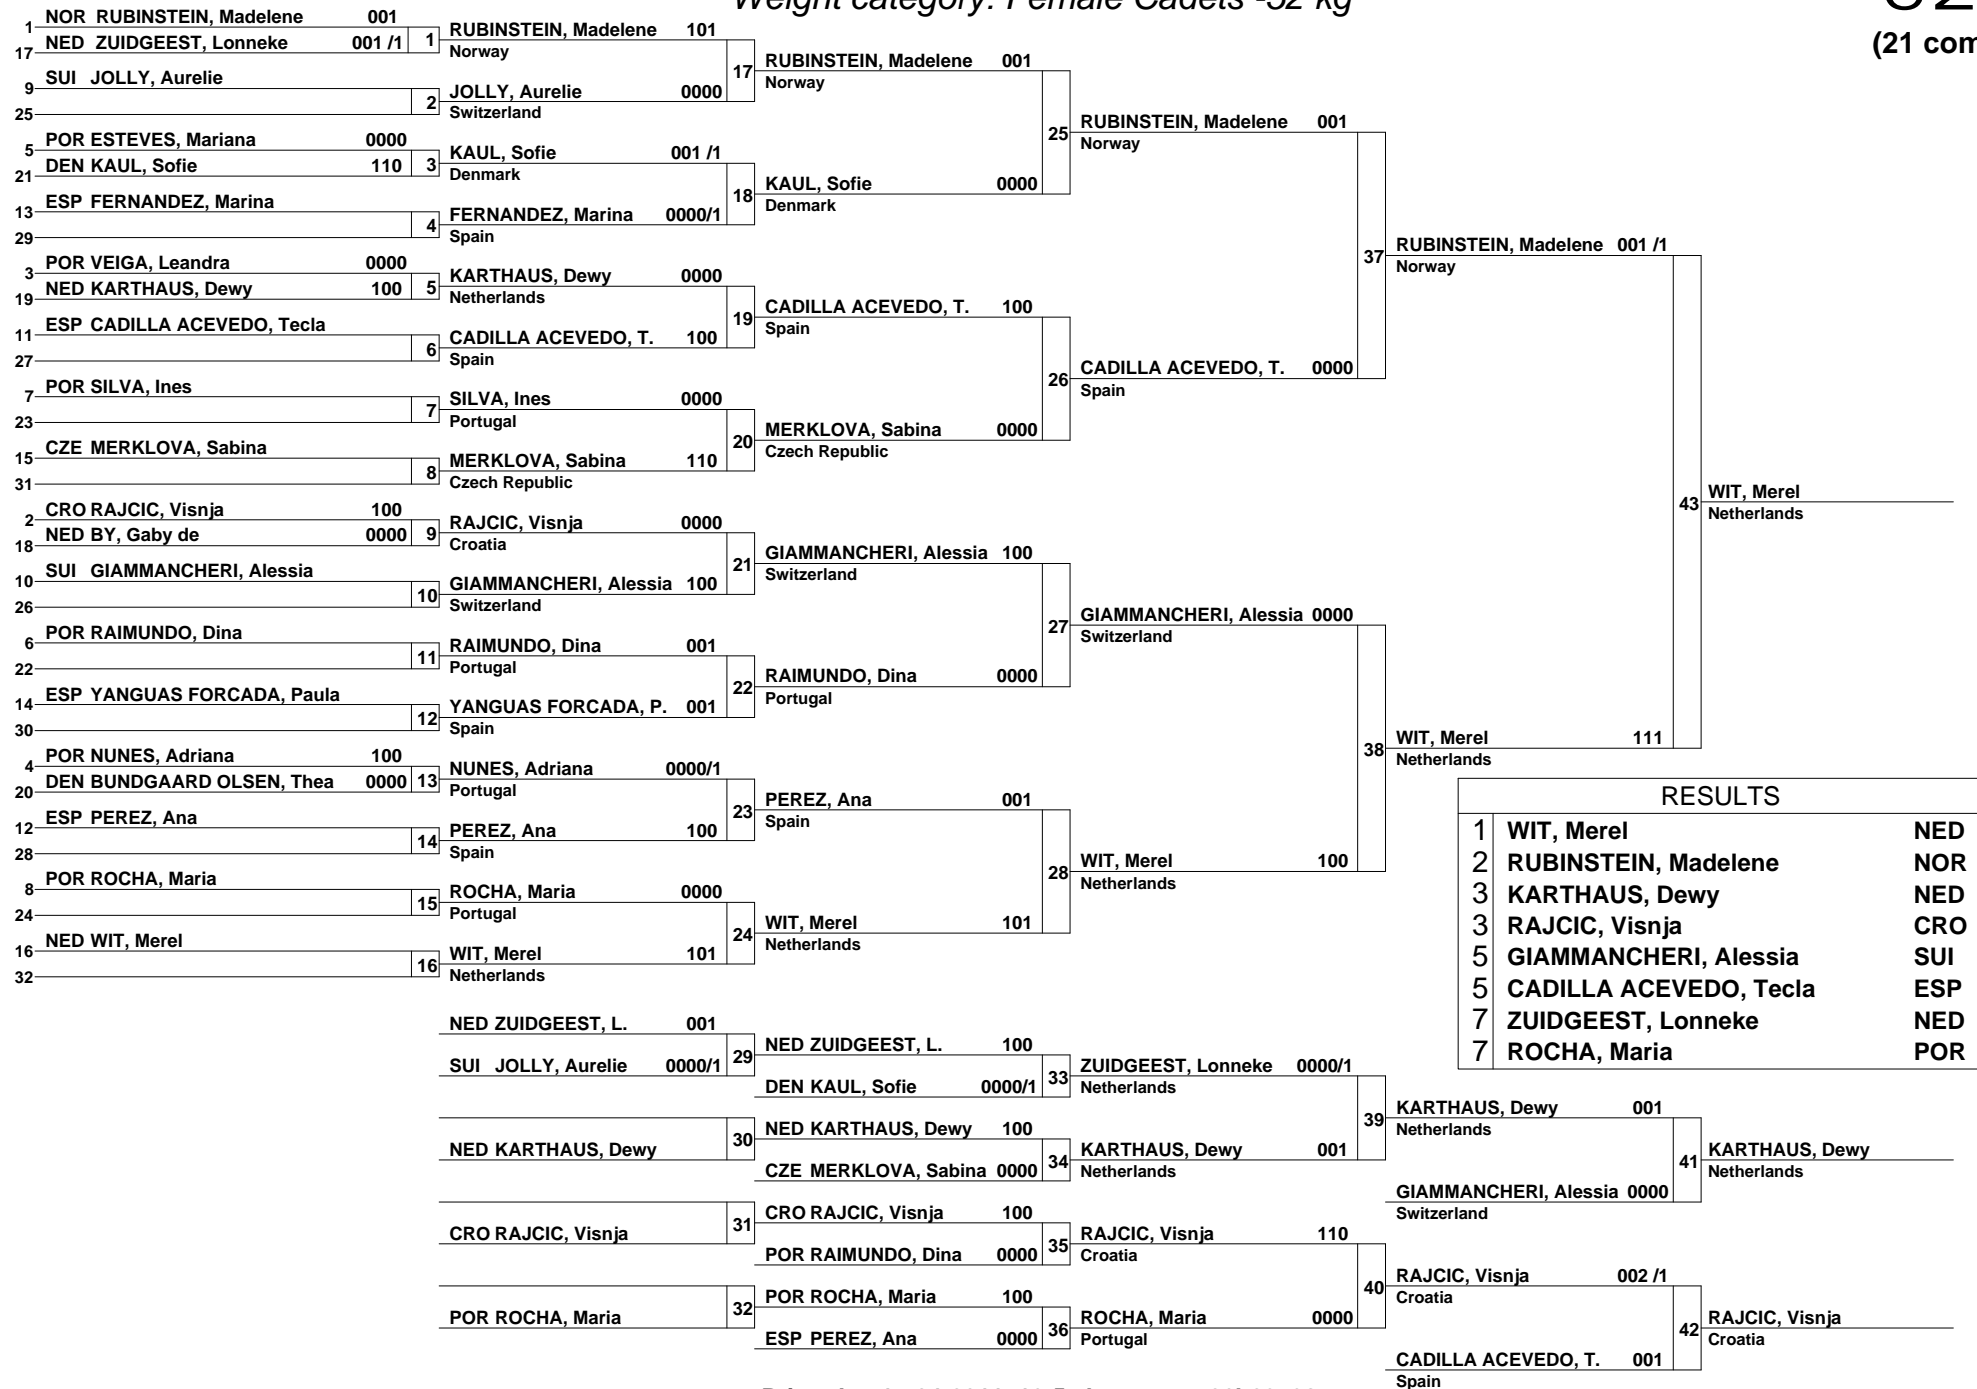 Weight category: Female Cadets -52 kg
(21 com
1 NOR RUBINSTEIN, Madelene 001
17 NED ZUIDGEEST, Lonneke 001 /1
1
9 SUI JOLLY, Aurelie
25
2
5 POR ESTEVES, Mariana 0000
21 DEN KAUL, Sofie 110
3
13 ESP FERNANDEZ, Marina
29
4
3 POR VEIGA, Leandra 0000
19 NED KARTHAUS, Dewy 100
5
11 ESP CADILLA ACEVEDO, Tecla
27
6
7 POR SILVA, Ines
23
7
15 CZE MERKLOVA, Sabina
31
8
2 CRO RAJCIC, Visnja 100
18 NED BY, Gaby de 0000
9
10 SUI GIAMMANCHERI, Alessia
26
10
6 POR RAIMUNDO, Dina
22
11
14 ESP YANGUAS FORCADA, Paula
30
12
4 POR NUNES, Adriana 100
20 DEN BUNDGAARD OLSEN, Thea 0000
13
12 ESP PEREZ, Ana
28
14
8 POR ROCHA, Maria
24
15
16 NED WIT, Merel
32
16
RUBINSTEIN, Madelene 101
Norway
17
JOLLY, Aurelie 0000
Switzerland
KAUL, Sofie 001 /1
Denmark
18
FERNANDEZ, Marina 0000/1
Spain
KARTHAUS, Dewy 0000
Netherlands
19
CADILLA ACEVEDO, T. 100
Spain
SILVA, Ines 0000
Portugal
20
MERKLOVA, Sabina 110
Czech Republic
RAJCIC, Visnja 0000
Croatia
21
GIAMMANCHERI, Alessia 100
Switzerland
RAIMUNDO, Dina 001
Portugal
22
YANGUAS FORCADA, P. 001
Spain
NUNES, Adriana 0000/1
Portugal
23
PEREZ, Ana 100
Spain
ROCHA, Maria 0000
Portugal
24
WIT, Merel 101
Netherlands
RUBINSTEIN, Madelene 001
Norway
25
KAUL, Sofie 0000
Denmark
CADILLA ACEVEDO, T. 100
Spain
26
MERKLOVA, Sabina 0000
Czech Republic
GIAMMANCHERI, Alessia 100
Switzerland
27
RAIMUNDO, Dina 0000
Portugal
PEREZ, Ana 001
Spain
28
WIT, Merel 101
Netherlands
RUBINSTEIN, Madelene 001
Norway
37
CADILLA ACEVEDO, T. 0000
Spain
GIAMMANCHERI, Alessia 0000
Switzerland
38
WIT, Merel 100
Netherlands
RUBINSTEIN, Madelene 001 /1
Norway
43
WIT, Merel 111
Netherlands
WIT, Merel
Netherlands
RESULTS
1 WIT, Merel NED
2 RUBINSTEIN, Madelene NOR
3 KARTHAUS, Dewy NED
3 RAJCIC, Visnja CRO
5 GIAMMANCHERI, Alessia SUI
5 CADILLA ACEVEDO, Tecla ESP
7 ZUIDGEEST, Lonneke NED
7 ROCHA, Maria POR
NED ZUIDGEEST, L. 001
29
SUI JOLLY, Aurelie 0000/1
30
NED KARTHAUS, Dewy
31
CRO RAJCIC, Visnja
32
POR ROCHA, Maria
NED ZUIDGEEST, L. 100
33
DEN KAUL, Sofie 0000/1
NED KARTHAUS, Dewy 100
34
CZE MERKLOVA, Sabina 0000
CRO RAJCIC, Visnja 100
35
POR RAIMUNDO, Dina 0000
POR ROCHA, Maria 100
36
ESP PEREZ, Ana 0000
ZUIDGEEST, Lonneke 0000/1
Netherlands
39
KARTHAUS, Dewy 001
Netherlands
RAJCIC, Visnja 110
Croatia
40
ROCHA, Maria 0000
Portugal
KARTHAUS, Dewy 001
Netherlands
41
GIAMMANCHERI, Alessia 0000
Switzerland
RAJCIC, Visnja 002 /1
Croatia
42
CADILLA ACEVEDO, T. 001
Spain
KARTHAUS, Dewy
Netherlands
RAJCIC, Visnja
Croatia